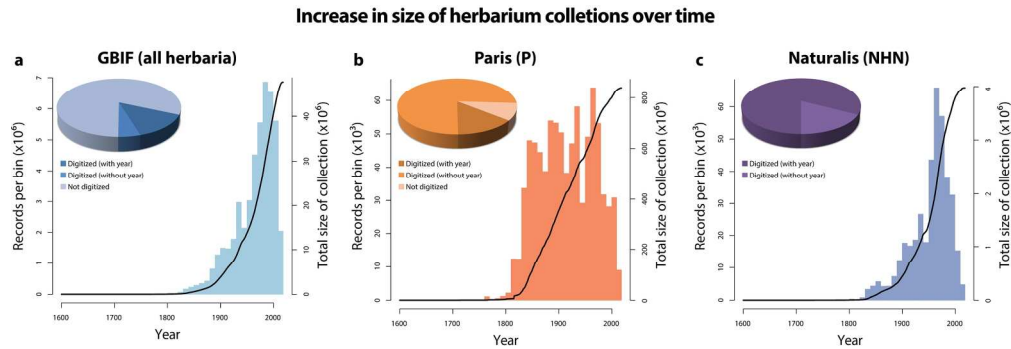 Increase in size of herbarium colletions over time
a
GBIF (all herbaria)
7
6
5
4
3
2
1
0
Records per bin (x10⁶)
40
30
20
10
0
Total size of collection (x10⁶)
Digitized (with year)
Digitized (without year)
Not digitized
1600 1700 1800 1900 2000
Year
b
Paris (P)
60
50
40
30
20
10
0
Records per bin (x10³)
800
600
400
200
0
Total size of collection (x10³)
Digitized (with year)
Digitized (without year)
Not digitized
1600 1700 1800 1900 2000
Year
c
Naturalis (NHN)
60
50
40
30
20
10
0
Records per bin (x10³)
4
3
2
1
0
Total size of collection (x10⁶)
Digitized (with year)
Digitized (without year)
1600 1700 1800 1900 2000
Year